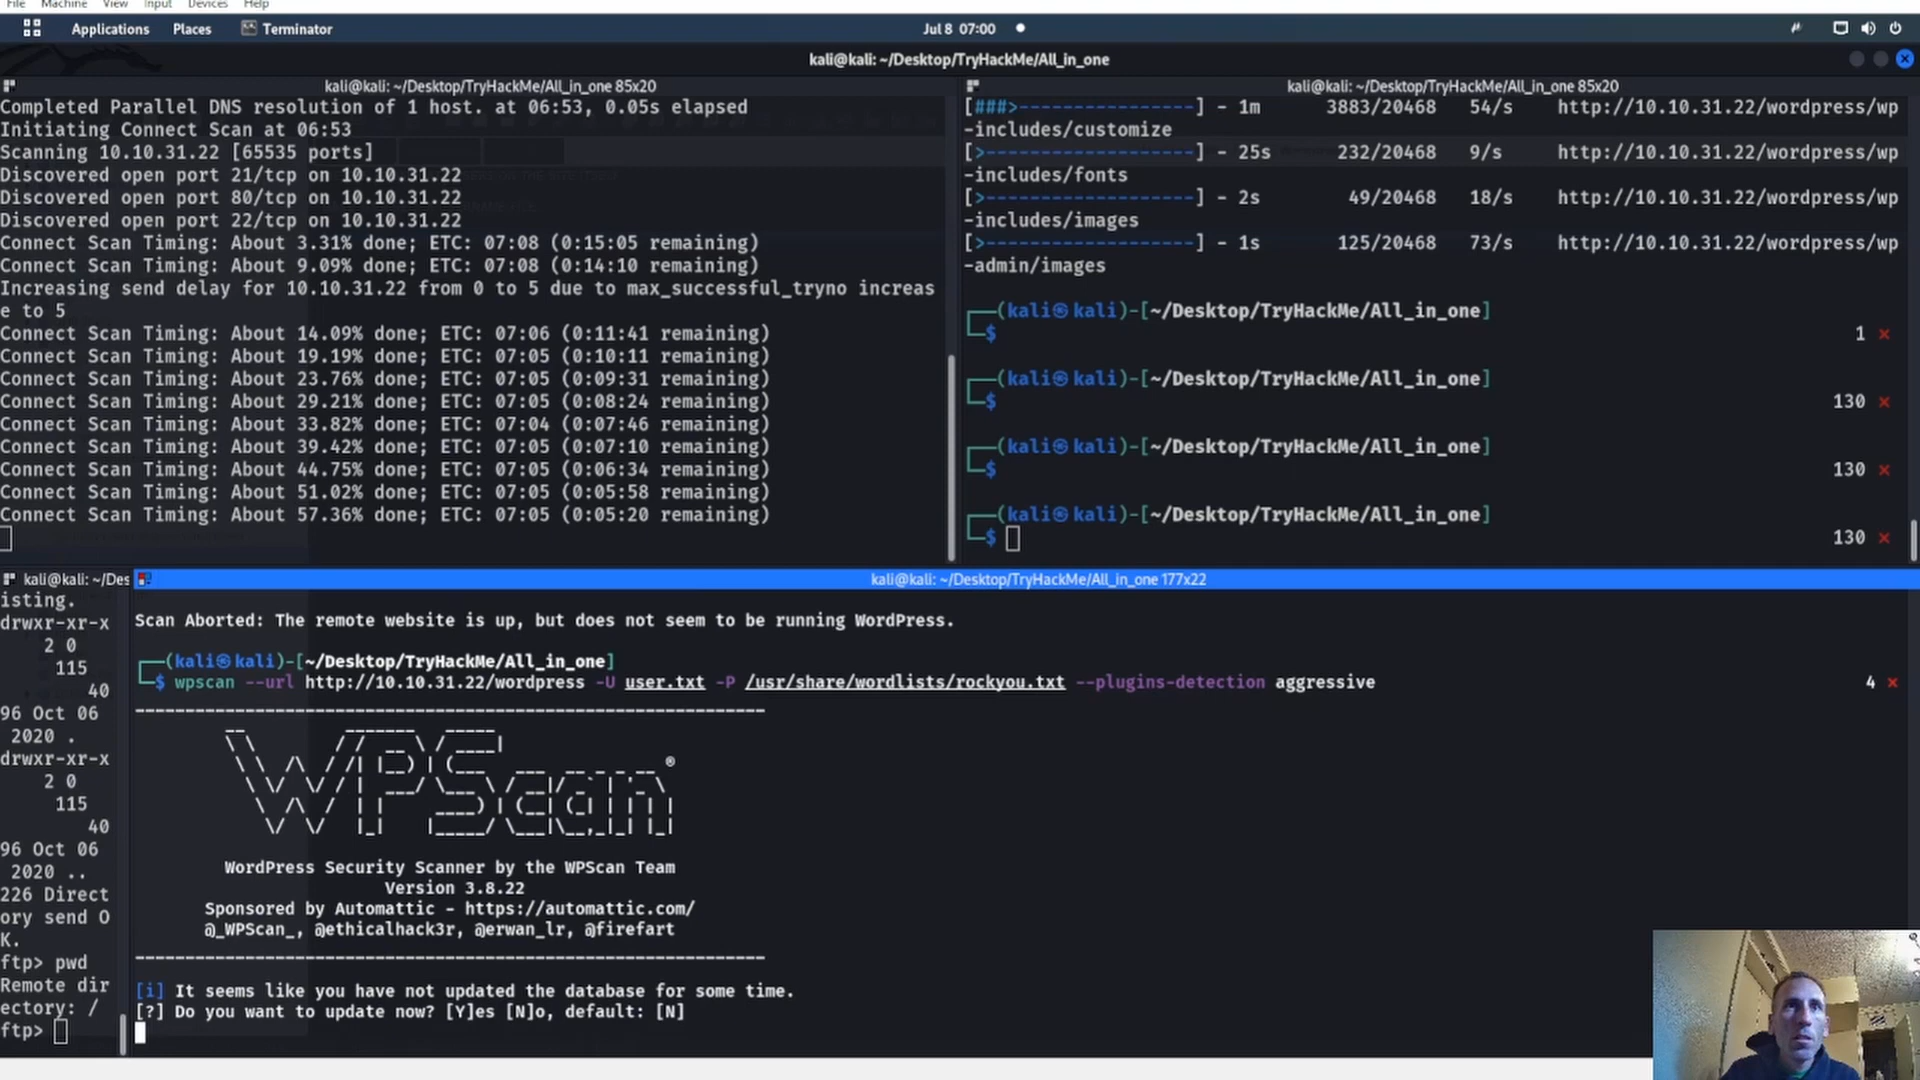 File Machine View Input Devices Help
Applications Places Terminator Jul 8 07:00
kali@kali: ~/Desktop/TryHackMe/All_in_one
kali@kali: ~/Desktop/TryHackMe/All_in_one 85x20
Completed Parallel DNS resolution of 1 host. at 06:53, 0.05s elapsed
Initiating Connect Scan at 06:53
Scanning 10.10.31.22 [65535 ports]
Discovered open port 21/tcp on 10.10.31.22
Discovered open port 80/tcp on 10.10.31.22
Discovered open port 22/tcp on 10.10.31.22
Connect Scan Timing: About 3.31% done; ETC: 07:08 (0:15:05 remaining)
Connect Scan Timing: About 9.09% done; ETC: 07:08 (0:14:10 remaining)
Increasing send delay for 10.10.31.22 from 0 to 5 due to max_successful_tryno increas
e to 5
Connect Scan Timing: About 14.09% done; ETC: 07:06 (0:11:41 remaining)
Connect Scan Timing: About 19.19% done; ETC: 07:05 (0:10:11 remaining)
Connect Scan Timing: About 23.76% done; ETC: 07:05 (0:09:31 remaining)
Connect Scan Timing: About 29.21% done; ETC: 07:05 (0:08:24 remaining)
Connect Scan Timing: About 33.82% done; ETC: 07:04 (0:07:46 remaining)
Connect Scan Timing: About 39.42% done; ETC: 07:05 (0:07:10 remaining)
Connect Scan Timing: About 44.75% done; ETC: 07:05 (0:06:34 remaining)
Connect Scan Timing: About 51.02% done; ETC: 07:05 (0:05:58 remaining)
Connect Scan Timing: About 57.36% done; ETC: 07:05 (0:05:20 remaining)
kali@kali: ~/Desktop/TryHackMe/All_in_one 85x20
[###>----------------] - 1m 3883/20468 54/s http://10.10.31.22/wordpress/wp
-includes/customize
[>-------------------] - 25s 232/20468 9/s http://10.10.31.22/wordpress/wp
-includes/fonts
[>-------------------] - 2s 49/20468 18/s http://10.10.31.22/wordpress/wp
-includes/images
[>-------------------] - 1s 125/20468 73/s http://10.10.31.22/wordpress/wp
-admin/images
┌──(kali㉿kali)-[~/Desktop/TryHackMe/All_in_one]
└─$ 1 ⨯
┌──(kali㉿kali)-[~/Desktop/TryHackMe/All_in_one]
└─$ 130 ⨯
┌──(kali㉿kali)-[~/Desktop/TryHackMe/All_in_one]
└─$ 130 ⨯
┌──(kali㉿kali)-[~/Desktop/TryHackMe/All_in_one]
└─$ 130 ⨯
kali@kali: ~/Des
isting.
drwxr-xr-x
2 0
115
40
96 Oct 06
2020 .
drwxr-xr-x
2 0
115
40
96 Oct 06
2020 ..
226 Direct
ory send O
K.
ftp> pwd
Remote dir
ectory: /
ftp>
kali@kali: ~/Desktop/TryHackMe/All_in_one 177x22
Scan Aborted: The remote website is up, but does not seem to be running WordPress.
┌──(kali㉿kali)-[~/Desktop/TryHackMe/All_in_one]
└─$ wpscan --url http://10.10.31.22/wordpress -U user.txt -P /usr/share/wordlists/rockyou.txt --plugins-detection aggressive 4 ⨯
WPScan ®
WordPress Security Scanner by the WPScan Team
Version 3.8.22
Sponsored by Automattic - https://automattic.com/
@_WPScan_, @ethicalhack3r, @erwan_lr, @firefart
[i] It seems like you have not updated the database for some time.
[?] Do you want to update now? [Y]es [N]o, default: [N]